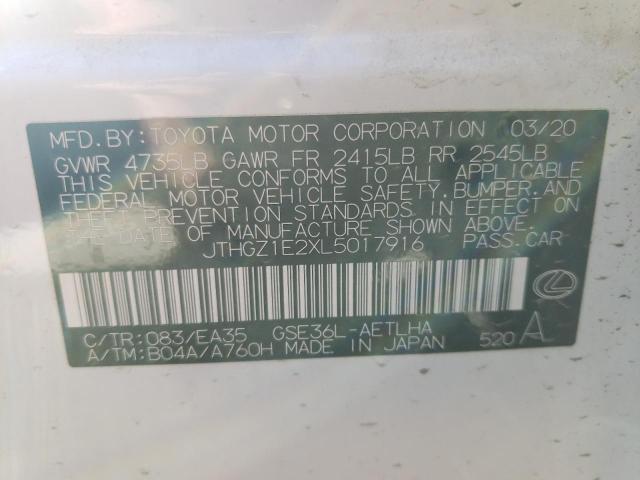 MFD.BY:TOYOTA MOTOR CORPORATION 03/20
GVWR 4735LB GAWR FR 2415LB RR 2545LB
THIS VEHICLE CONFORMS TO ALL APPLICABLE
FEDERAL MOTOR VEHICLE SAFETY,BUMPER,AND
THEFT PREVENTION STANDARDS IN EFFECT ON
THE DATE OF MANUFACTURE SHOWN ABOVE.
JTHGZ1E2XL5017916 PASS.CAR
C/TR:083/EA35 GSE36L-AETLHA
A/TM:B04A/A760H MADE IN JAPAN 520 A